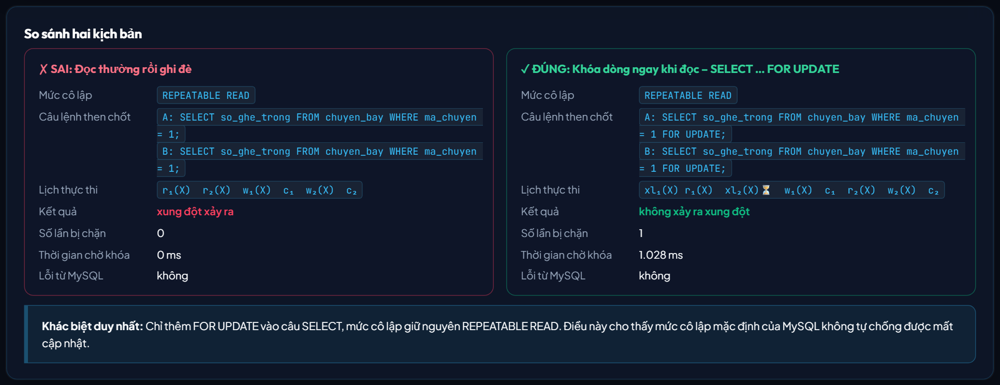 So sánh hai kịch bản
✗ SAI: Đọc thường rồi ghi đè
Mức cô lập
REPEATABLE READ
Câu lệnh then chốt
A: SELECT so_ghe_trong FROM chuyen_bay WHERE ma_chuyen
= 1;
B: SELECT so_ghe_trong FROM chuyen_bay WHERE ma_chuyen
= 1;
Lịch thực thi
r₁(X) r₂(X) w₁(X) c₁ w₂(X) c₂
Kết quả
xung đột xảy ra
Số lần bị chặn
0
Thời gian chờ khóa
0 ms
Lỗi từ MySQL
không
✓ ĐÚNG: Khóa dòng ngay khi đọc – SELECT ... FOR UPDATE
Mức cô lập
REPEATABLE READ
Câu lệnh then chốt
A: SELECT so_ghe_trong FROM chuyen_bay WHERE ma_chuyen
= 1 FOR UPDATE;
B: SELECT so_ghe_trong FROM chuyen_bay WHERE ma_chuyen
= 1 FOR UPDATE;
Lịch thực thi
xl₁(X) r₁(X) xl₂(X)⏳ w₁(X) c₁ r₂(X) w₂(X) c₂
Kết quả
không xảy ra xung đột
Số lần bị chặn
1
Thời gian chờ khóa
1.028 ms
Lỗi từ MySQL
không
Khác biệt duy nhất: Chỉ thêm FOR UPDATE vào câu SELECT, mức cô lập giữ nguyên REPEATABLE READ. Điều này cho thấy mức cô lập mặc định của MySQL không tự chống được mất
cập nhật.